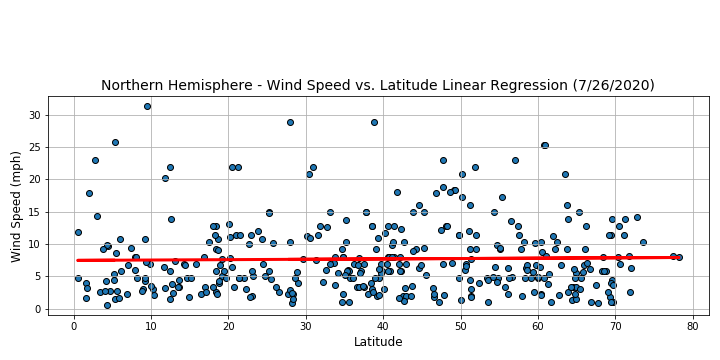 Northern Hemisphere - Wind Speed vs. Latitude Linear Regression (7/26/2020)
Wind Speed (mph)
30
25
20
15
10
5
0
0 10 20 30 40 50 60 70 80
Latitude